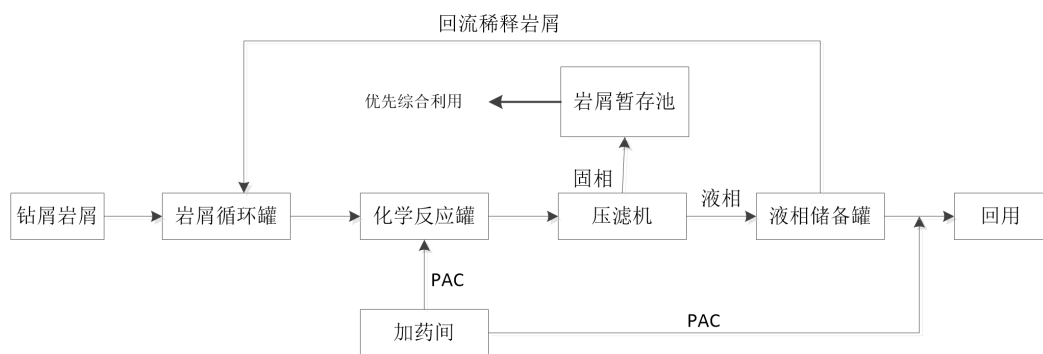 回流稀释岩屑
优先综合利用
岩屑暂存池
固相
液相
钻屑岩屑
岩屑循环罐
化学反应罐
压滤机
液相储备罐
回用
PAC
PAC
加药间